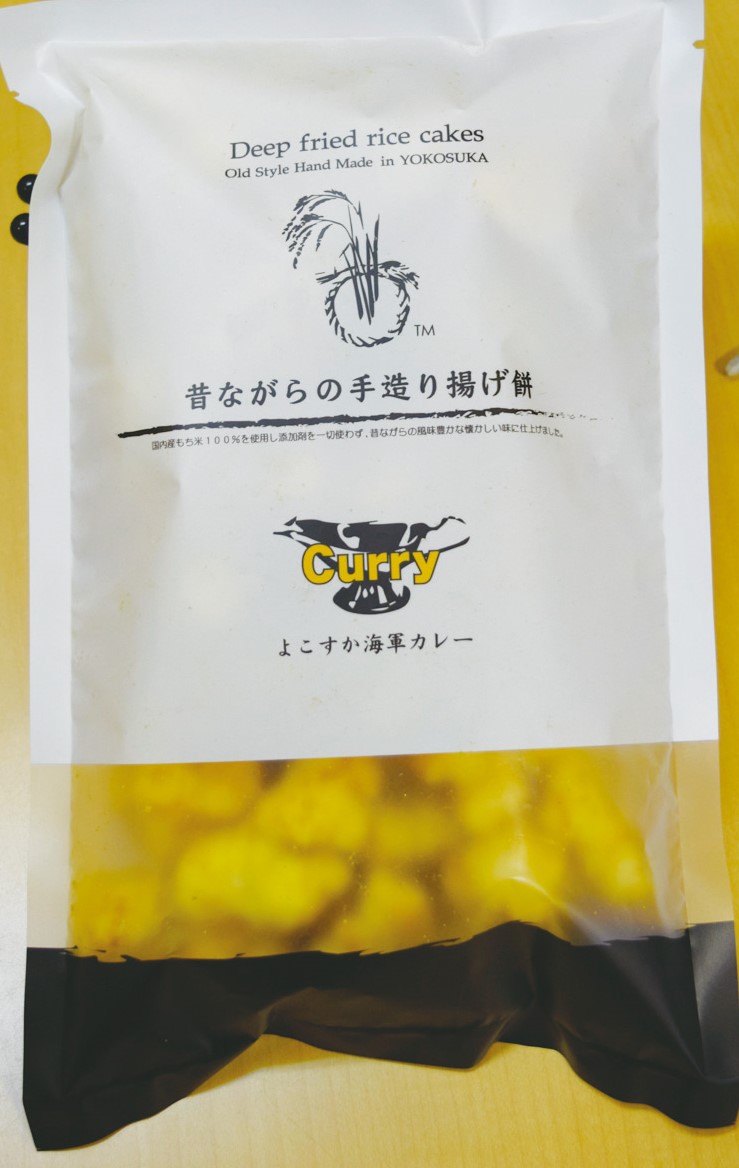 Deep fried rice cakes
Old Style Hand Made in YOKOSUKA
TM
昔ながらの手造り揚げ餅
国内産もち米100%を使用し添加剤を一切使わず、昔ながらの風味豊かな懐かしい味に仕上げました。
Curry
よこすか海軍カレー